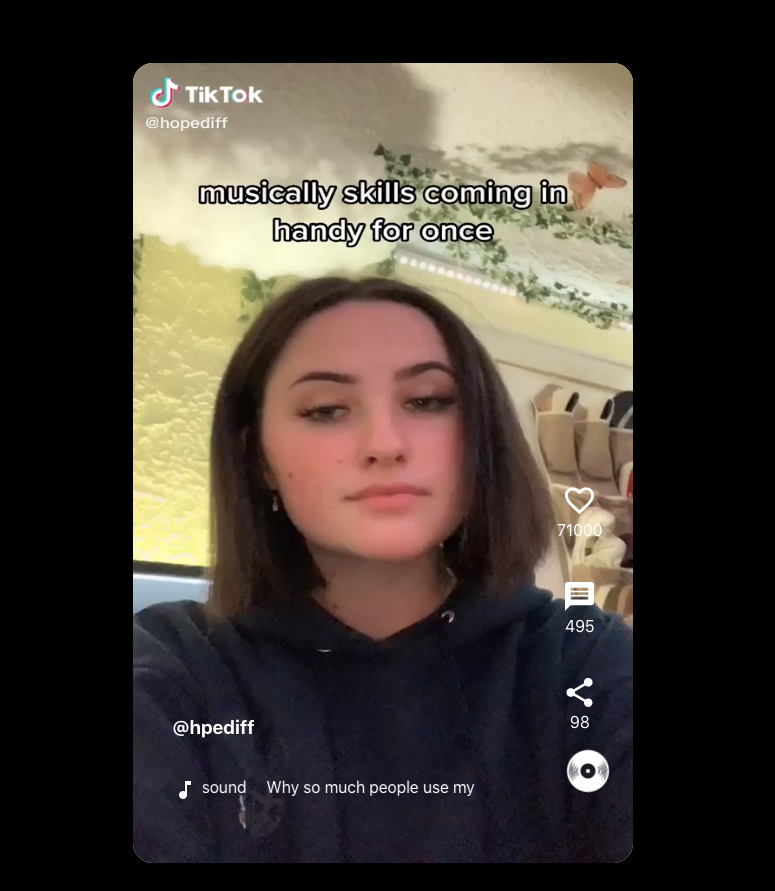 TikTok
@hopediff
musically skills coming in
handy for once
71000
495
98
@hpediff
sound Why so much people use my